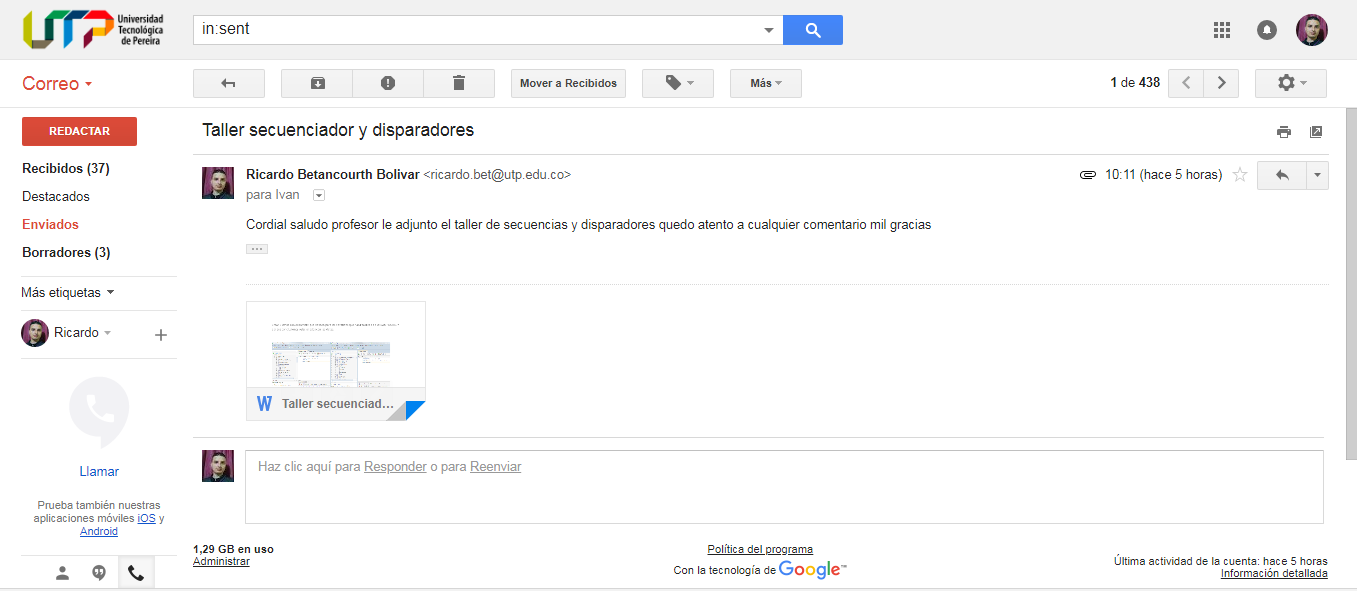 UTP Universidad
Tecnológica
de Pereira
in:sent
Correo
Mover a Recibidos
Más
1 de 438
REDACTAR
Taller secuenciador y disparadores
Recibidos (37)
Ricardo Betancourth Bolivar <ricardo.bet@utp.edu.co>
10:11 (hace 5 horas)
para Ivan
Destacados
Enviados
Cordial saludo profesor le adjunto el taller de secuencias y disparadores quedo atento a cualquier comentario mil gracias
Borradores (3)
Más etiquetas
Ricardo
W Taller secuenciad...
Haz clic aquí para Responder o para Reenviar
Llamar
Prueba también nuestras
aplicaciones móviles iOS y
Android
1,29 GB en uso
Administrar
Política del programa
Con la tecnología de Google™
Última actividad de la cuenta: hace 5 horas
Información detallada